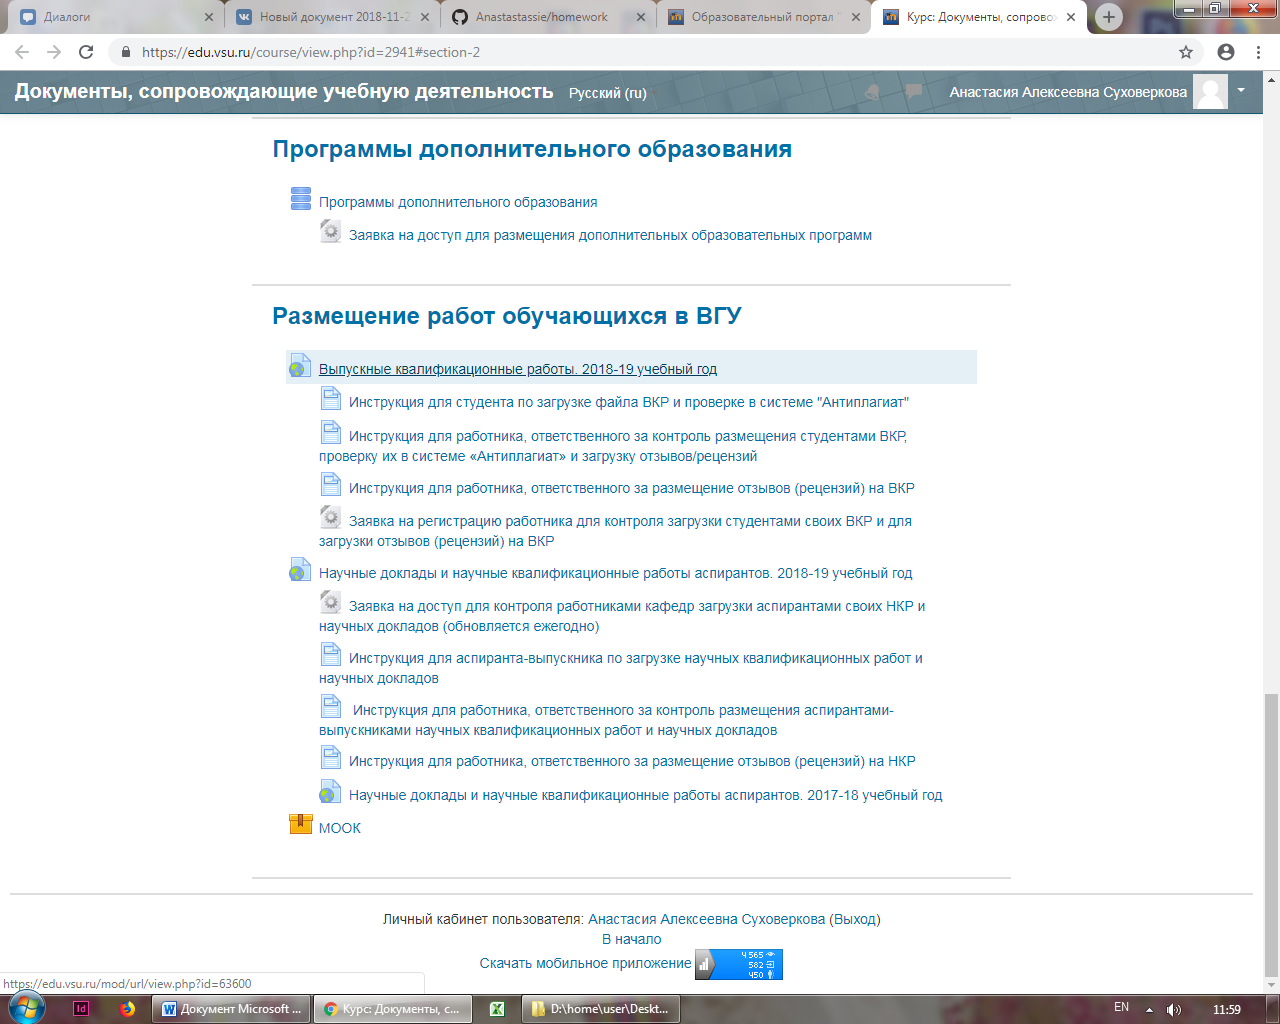 Диалоги
Новый документ 2018-11-2
Anastastassie/homework
Образовательный портал "
Курс: Документы, сопрово
https://edu.vsu.ru/course/view.php?id=2941#section-2
Документы, сопровождающие учебную деятельность
Русский (ru)
Анастасия Алексеевна Суховеркова
Программы дополнительного образования
Программы дополнительного образования
Заявка на доступ для размещения дополнительных образовательных программ
Размещение работ обучающихся в ВГУ
Выпускные квалификационные работы. 2018-19 учебный год
Инструкция для студента по загрузке файла ВКР и проверке в системе "Антиплагиат"
Инструкция для работника, ответственного за контроль размещения студентами ВКР,
проверку их в системе «Антиплагиат» и загрузку отзывов/рецензий
Инструкция для работника, ответственного за размещение отзывов (рецензий) на ВКР
Заявка на регистрацию работника для контроля загрузки студентами своих ВКР и для
загрузки отзывов (рецензий) на ВКР
Научные доклады и научные квалификационные работы аспирантов. 2018-19 учебный год
Заявка на доступ для контроля работниками кафедр загрузки аспирантами своих НКР и
научных докладов (обновляется ежегодно)
Инструкция для аспиранта-выпускника по загрузке научных квалификационных работ и
научных докладов
Инструкция для работника, ответственного за контроль размещения аспирантами-
выпускниками научных квалификационных работ и научных докладов
Инструкция для работника, ответственного за размещение отзывов (рецензий) на НКР
Научные доклады и научные квалификационные работы аспирантов. 2017-18 учебный год
МООК
Личный кабинет пользователя: Анастасия Алексеевна Суховеркова (Выход)
В начало
Скачать мобильное приложение
4 565
582
450
https://edu.vsu.ru/mod/url/view.php?id=63600
Id
Документ Microsoft ...
Курс: Документы, с...
D:\home\user\Deskt...
EN
11:59